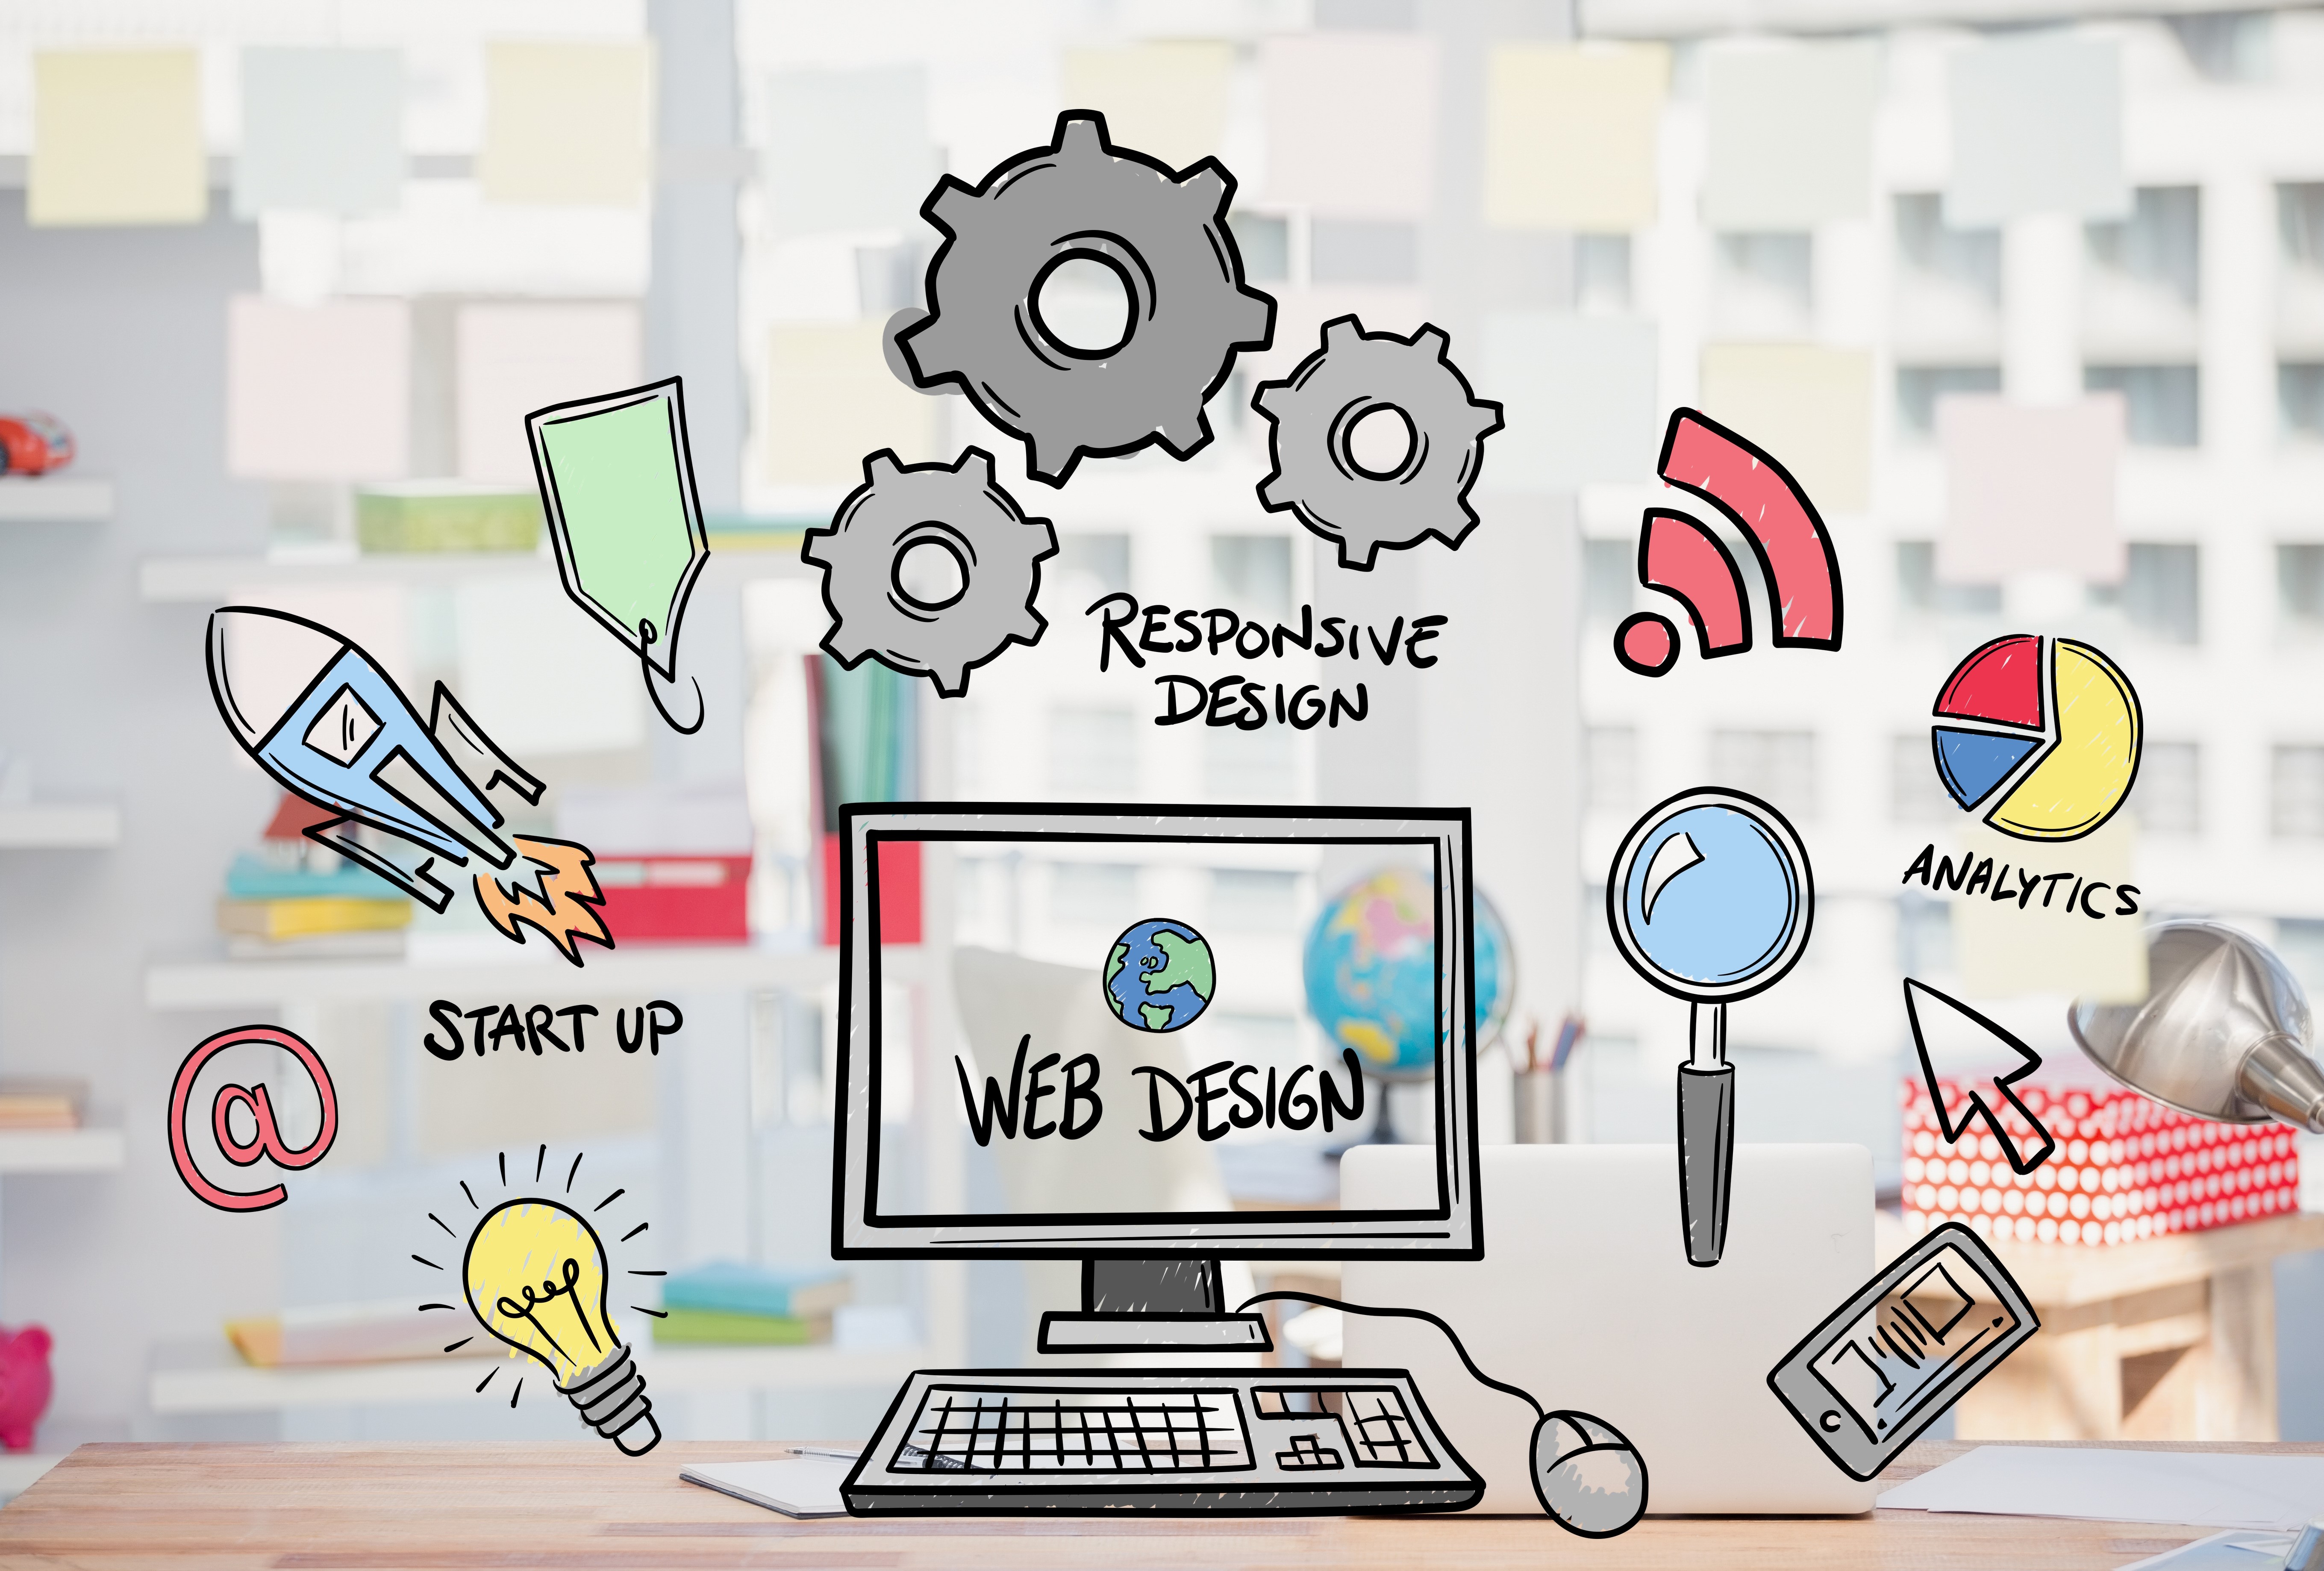 RESPONSIVE
DESIGN
ANALYTICS
START UP
@
WEB DESIGN